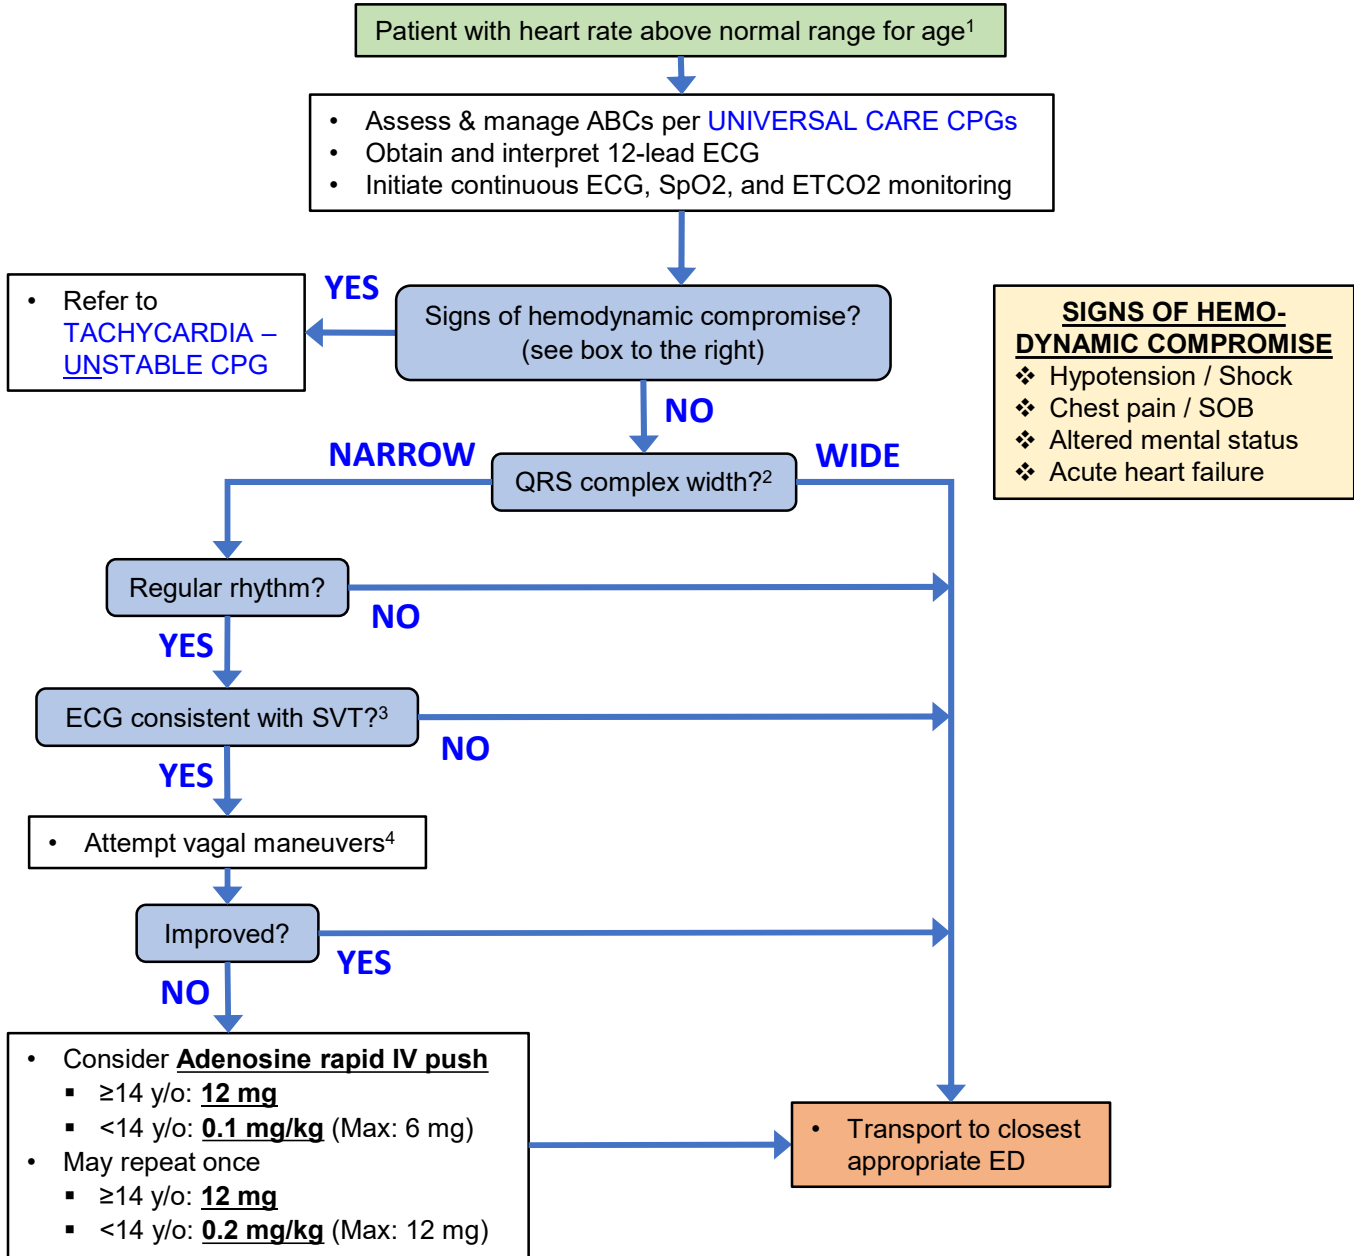 Patient with heart rate above normal range for age¹
• Assess & manage ABCs per UNIVERSAL CARE CPGs
• Obtain and interpret 12-lead ECG
• Initiate continuous ECG, SpO2, and ETCO2 monitoring
YES
• Refer to
TACHYCARDIA –
UNSTABLE CPG
Signs of hemodynamic compromise?
(see box to the right)
SIGNS OF HEMO-
DYNAMIC COMPROMISE
❖ Hypotension / Shock
❖ Chest pain / SOB
❖ Altered mental status
❖ Acute heart failure
NO
NARROW
QRS complex width?²
WIDE
Regular rhythm?
NO
YES
ECG consistent with SVT?³
NO
YES
• Attempt vagal maneuvers⁴
Improved?
YES
NO
• Consider Adenosine rapid IV push
▪ ≥14 y/o: 12 mg
▪ <14 y/o: 0.1 mg/kg (Max: 6 mg)
• May repeat once
▪ ≥14 y/o: 12 mg
▪ <14 y/o: 0.2 mg/kg (Max: 12 mg)
• Transport to closest
appropriate ED